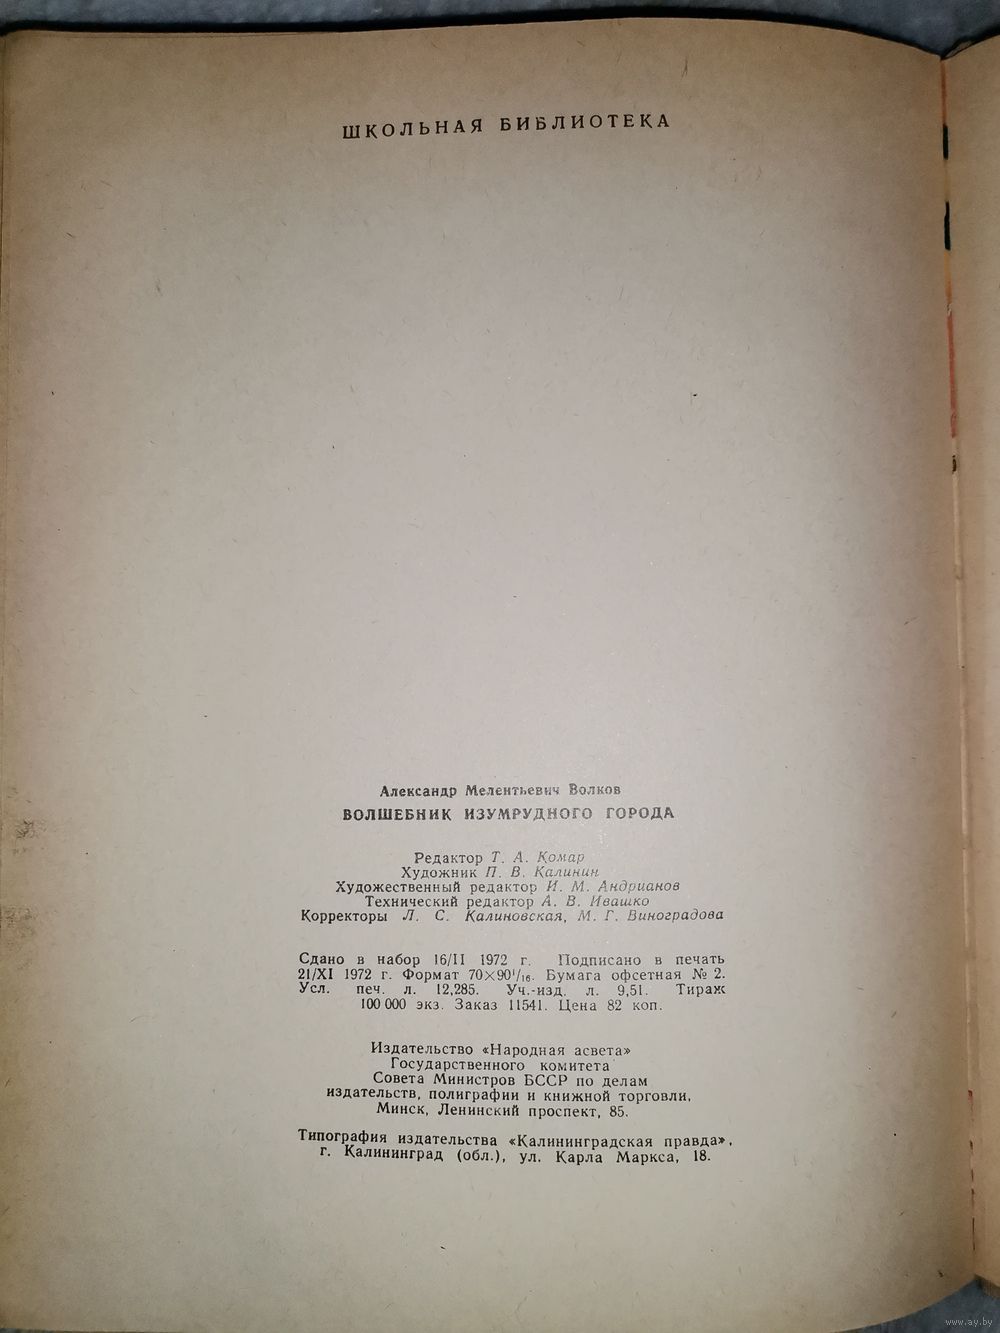 ШКОЛЬНАЯ БИБЛИОТЕКА
Александр Мелентьевич Волков
ВОЛШЕБНИК ИЗУМРУДНОГО ГОРОДА
Редактор Т. А. Комар
Художник П. В. Калинин
Художественный редактор И. М. Андрианов
Технический редактор А. В. Ивашко
Корректоры Л. С. Калиновская, М. Г. Виноградова
Сдано в набор 16/II 1972 г. Подписано в печать
21/XI 1972 г. Формат 70×90¹/₁₆. Бумага офсетная № 2.
Усл. печ. л. 12,285. Уч.-изд. л. 9,51. Тираж
100 000 экз. Заказ 11541. Цена 82 коп.
Издательство «Народная асвета»
Государственного комитета
Совета Министров БССР по делам
издательств, полиграфии и книжной торговли,
Минск, Ленинский проспект, 85.
Типография издательства «Калининградская правда»,
г. Калининград (обл.), ул. Карла Маркса, 18.
www.ay.by